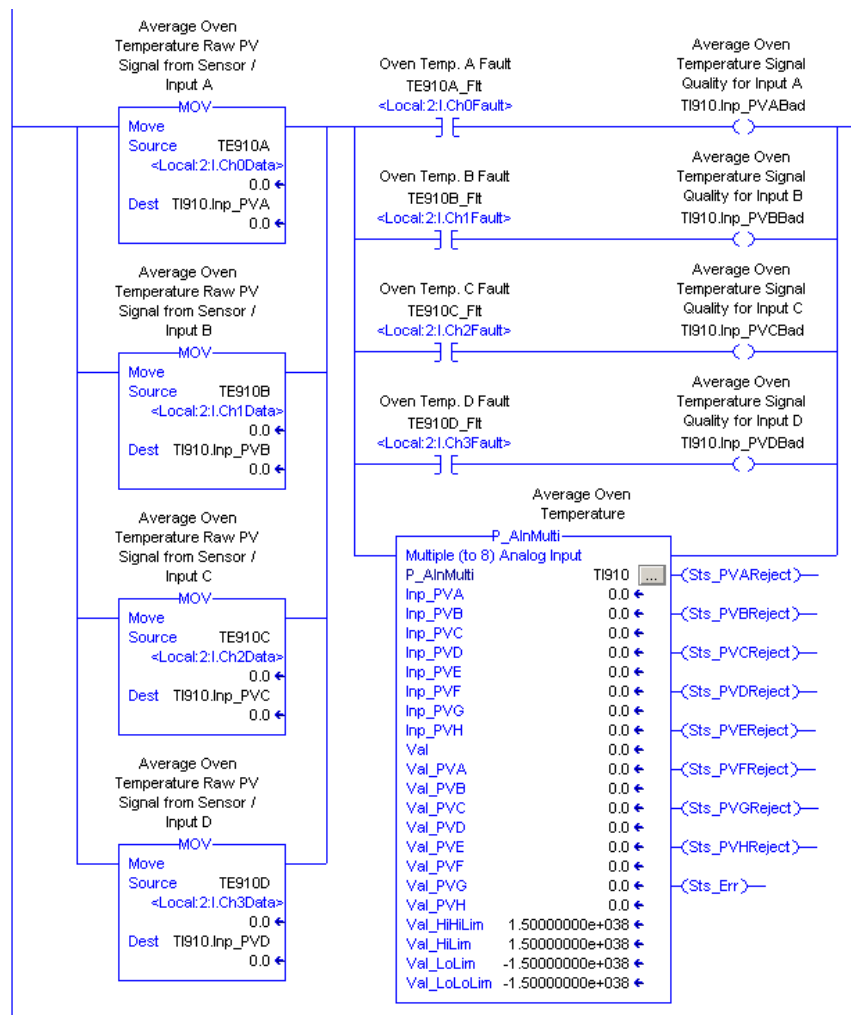 Average Oven
Temperature Raw PV
Signal from Sensor /
Input A
MOV
Move
Source TE910A
<Local:2:I.Ch0Data>
0.0
Dest TI910.Inp_PVA
0.0
Average Oven
Temperature Raw PV
Signal from Sensor /
Input B
MOV
Move
Source TE910B
<Local:2:I.Ch1Data>
0.0
Dest TI910.Inp_PVB
0.0
Average Oven
Temperature Raw PV
Signal from Sensor /
Input C
MOV
Move
Source TE910C
<Local:2:I.Ch2Data>
0.0
Dest TI910.Inp_PVC
0.0
Average Oven
Temperature Raw PV
Signal from Sensor /
Input D
MOV
Move
Source TE910D
<Local:2:I.Ch3Data>
0.0
Dest TI910.Inp_PVD
0.0
Oven Temp. A Fault
TE910A_Flt
<Local:2:I.Ch0Fault>
Average Oven
Temperature Signal
Quality for Input A
TI910.Inp_PVABad
Oven Temp. B Fault
TE910B_Flt
<Local:2:I.Ch1Fault>
Average Oven
Temperature Signal
Quality for Input B
TI910.Inp_PVBBad
Oven Temp. C Fault
TE910C_Flt
<Local:2:I.Ch2Fault>
Average Oven
Temperature Signal
Quality for Input C
TI910.Inp_PVCBad
Oven Temp. D Fault
TE910D_Flt
<Local:2:I.Ch3Fault>
Average Oven
Temperature Signal
Quality for Input D
TI910.Inp_PVDBad
Average Oven
Temperature
P_AInMulti
Multiple (to 8) Analog Input
P_AInMulti TI910 ...
Inp_PVA 0.0
Inp_PVB 0.0
Inp_PVC 0.0
Inp_PVD 0.0
Inp_PVE 0.0
Inp_PVF 0.0
Inp_PVG 0.0
Inp_PVH 0.0
Val 0.0
Val_PVA 0.0
Val_PVB 0.0
Val_PVC 0.0
Val_PVD 0.0
Val_PVE 0.0
Val_PVF 0.0
Val_PVG 0.0
Val_PVH 0.0
Val_HiHiLim 1.50000000e+038
Val_HiLim 1.50000000e+038
Val_LoLim -1.50000000e+038
Val_LoLoLim -1.50000000e+038
Sts_PVAReject
Sts_PVBReject
Sts_PVCReject
Sts_PVDReject
Sts_PVEReject
Sts_PVFReject
Sts_PVGReject
Sts_PVHReject
Sts_Err